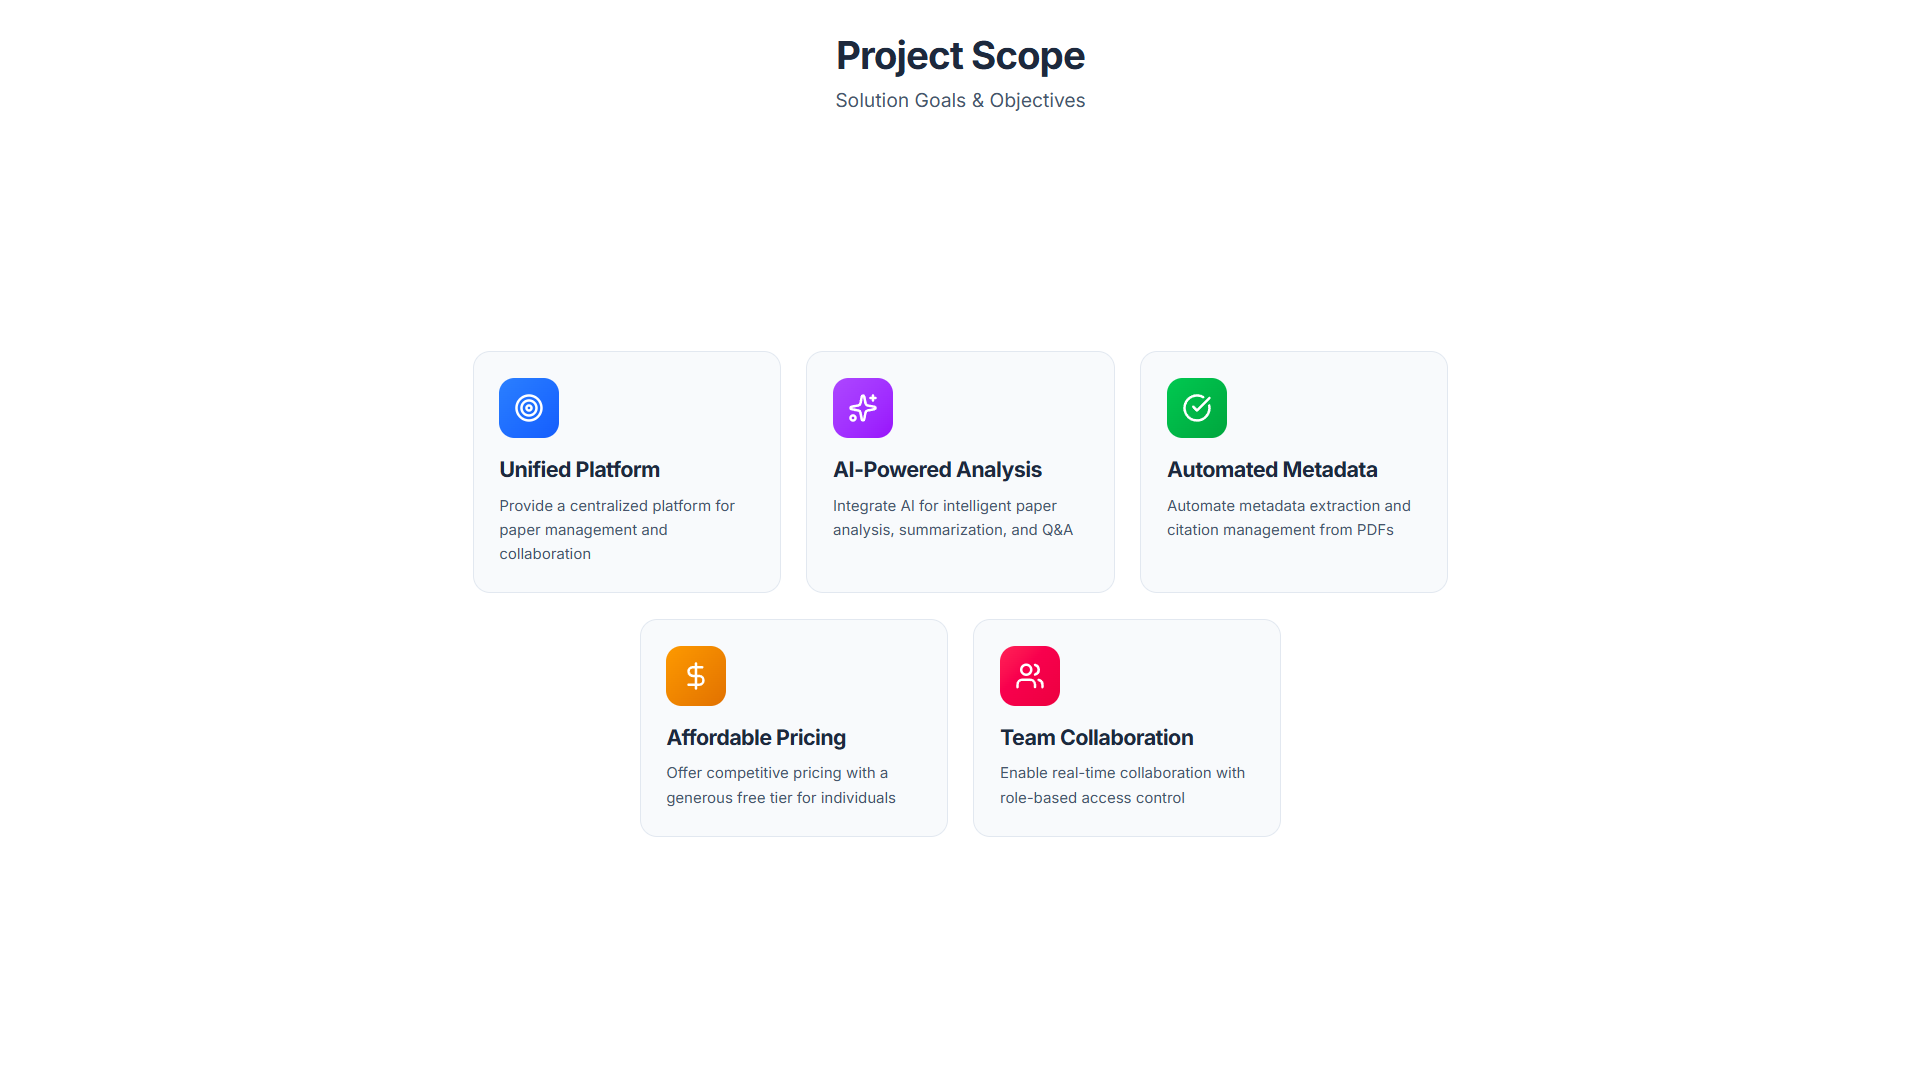 Project Scope
Solution Goals & Objectives
Unified Platform
Provide a centralized platform for
paper management and
collaboration
AI-Powered Analysis
Integrate AI for intelligent paper
analysis, summarization, and Q&A
Automated Metadata
Automate metadata extraction and
citation management from PDFs
Affordable Pricing
Offer competitive pricing with a
generous free tier for individuals
Team Collaboration
Enable real-time collaboration with
role-based access control